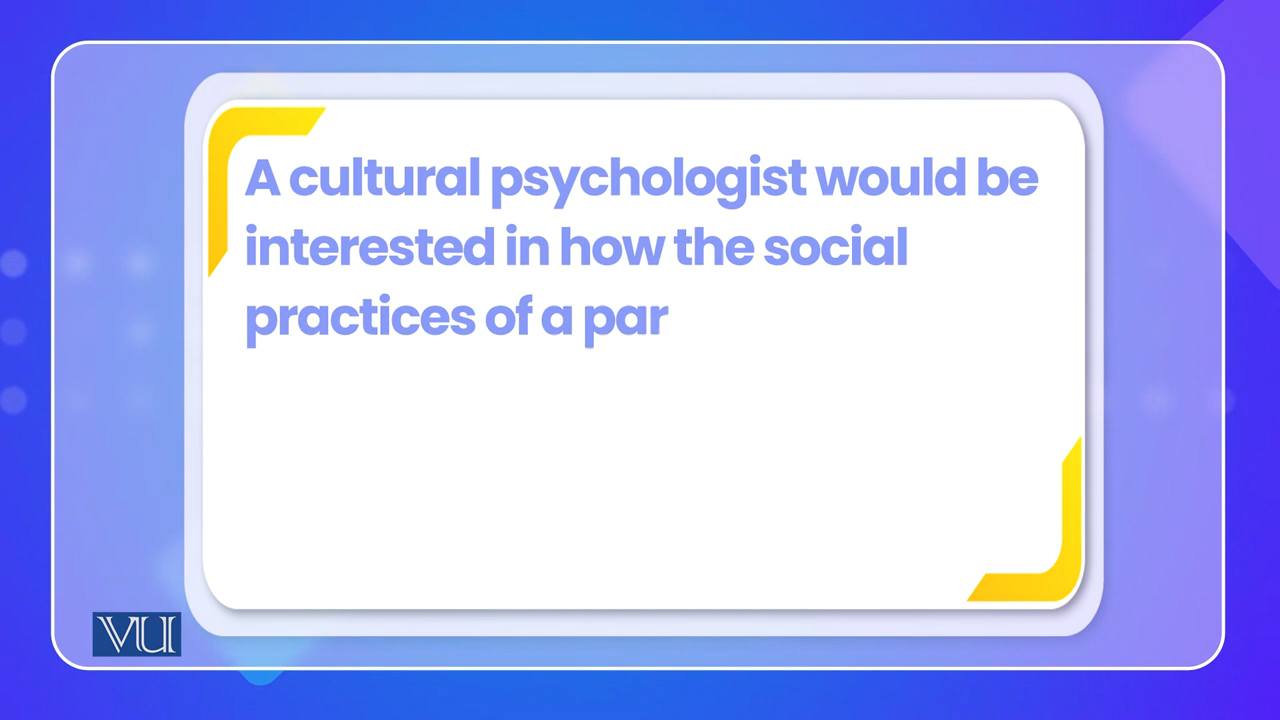 A cultural psychologist would be
interested in how the social
practices of a par
VU